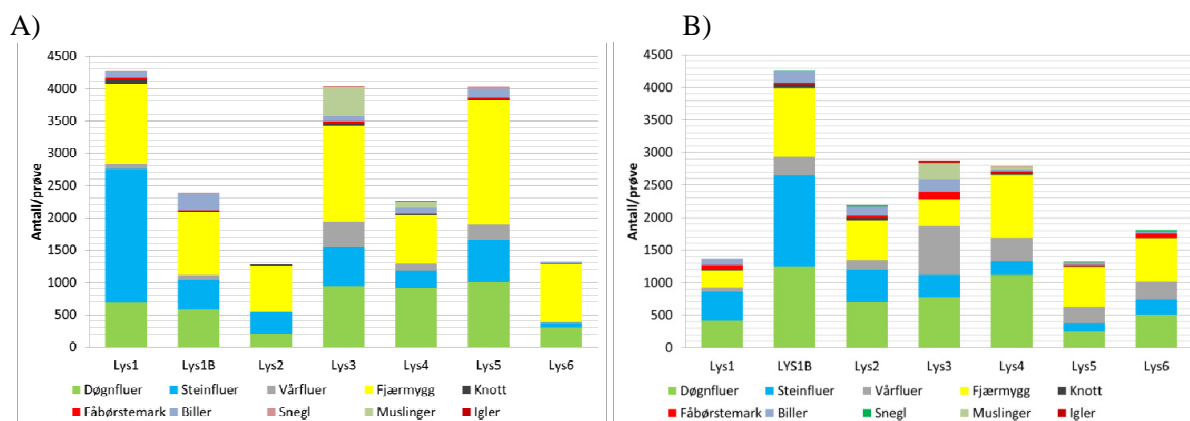 A)
B)
Antall/prøve
4500
4000
3500
3000
2500
2000
1500
1000
500
0
Lys1 Lys1B Lys2 Lys3 Lys4 Lys5 Lys6
Døgnfluer Steinfluer Vårfluer Fjærmygg Knott
Fåbørstemark Biller Snegl Muslinger Igler
Antall/prøve
4500
4000
3500
3000
2500
2000
1500
1000
500
0
Lys1 LYS1B Lys2 Lys3 Lys4 Lys5 Lys6
Døgnfluer Steinfluer Vårfluer Fjærmygg Knott
Fåbørstemark Biller Snegl Muslinger Igler